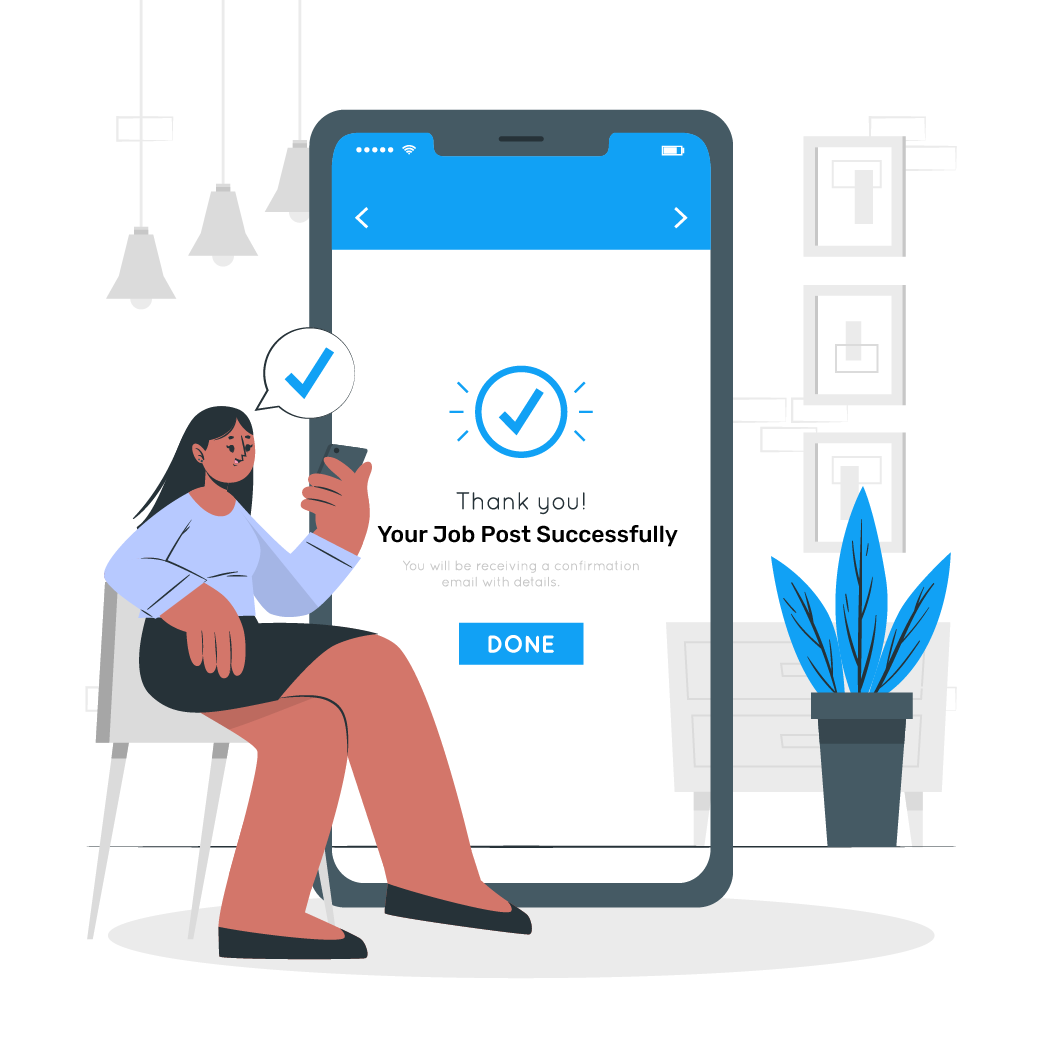 Thank you!
Your Job Post Successfully
You will be receiving a confirmation
email with details.
DONE